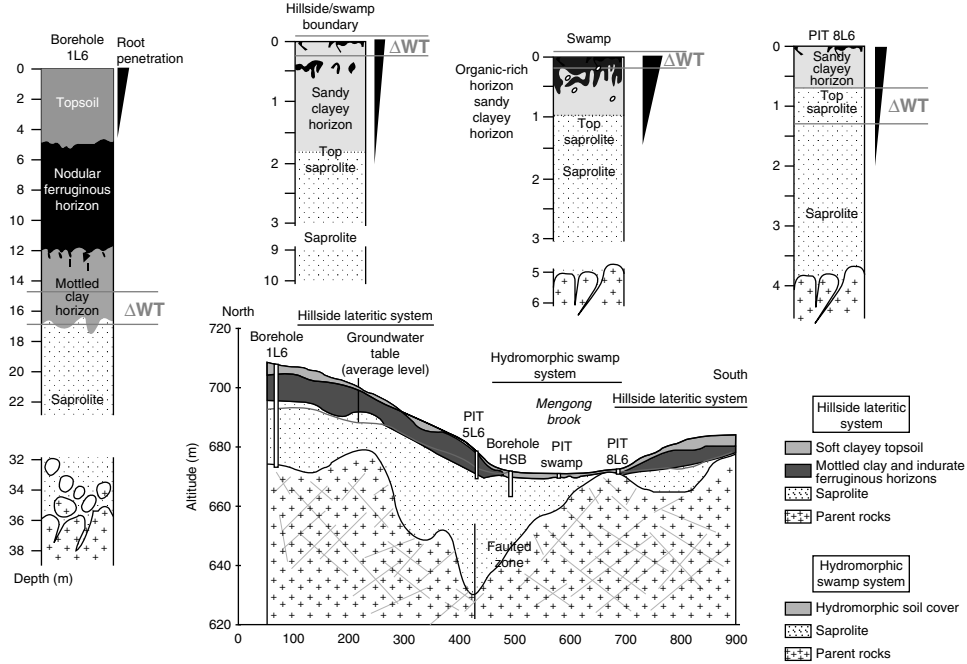 Borehole
1L6
Root
penetration
0
2
4
6
8
10
12
14
16
18
20
22
32
34
36
38
Depth (m)
Topsoil
Nodular
ferruginous
horizon
Mottled
clay
horizon
ΔWT
Saprolite
Hillside/swamp
boundary
0
1
2
3
9
10
ΔWT
Sandy
clayey
horizon
Top
saprolite
Saprolite
Swamp
0
1
2
3
5
6
ΔWT
Organic-rich
horizon
sandy
clayey
horizon
Top
saprolite
Saprolite
PIT 8L6
0
1
2
3
4
Sandy
clayey
horizon
Top
saprolite
ΔWT
Saprolite
North
Hillside lateritic system
Borehole
1L6
Groundwater
table
(average level)
Hydromorphic swamp
system
South
Hillside lateritic system
Mengong
brook
PIT
5L6
Borehole
HSB
PIT
swamp
PIT
8L6
Faulted
zone
Altitude (m)
720
700
680
660
640
620
0 100 200 300 400 500 600 700 800 900
Hillside lateritic
system
Soft clayey topsoil
Mottled clay and indurate
ferruginous horizons
Saprolite
Parent rocks
Hydromorphic
swamp system
Hydromorphic soil cover
Saprolite
Parent rocks